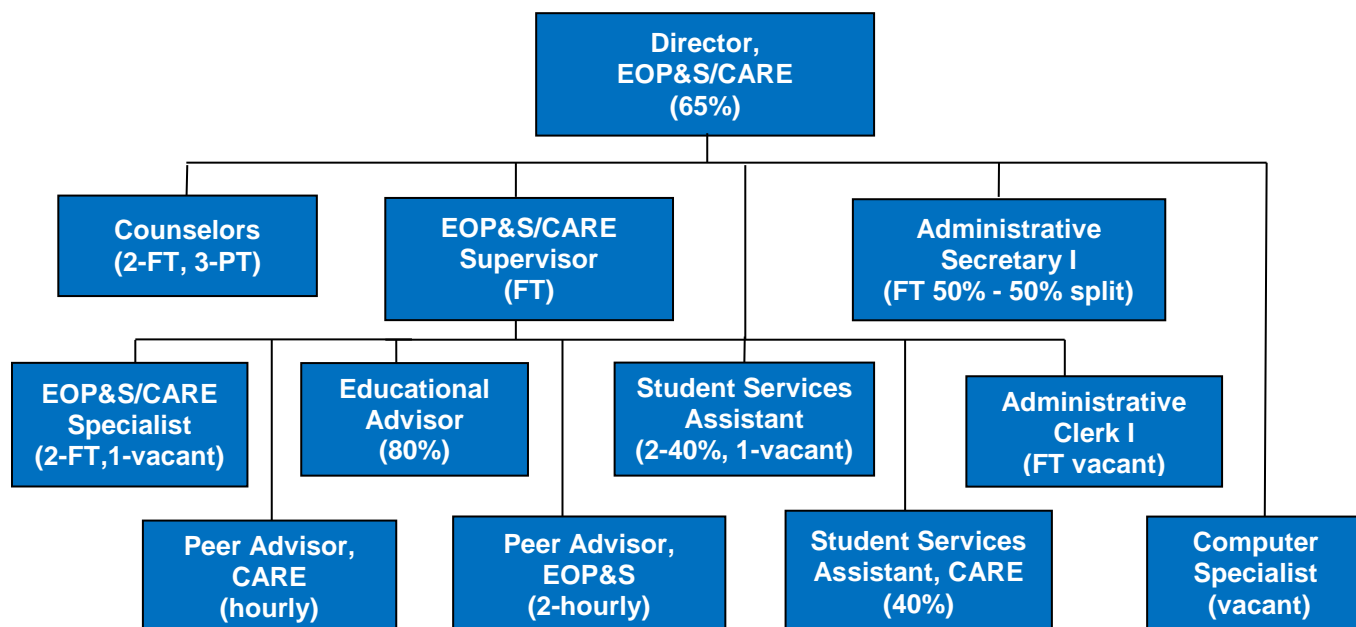 Director,
EOP&S/CARE
(65%)
Counselors
(2-FT, 3-PT)
EOP&S/CARE
Supervisor
(FT)
Administrative
Secretary I
(FT 50% - 50% split)
EOP&S/CARE
Specialist
(2-FT,1-vacant)
Educational
Advisor
(80%)
Student Services
Assistant
(2-40%, 1-vacant)
Administrative
Clerk I
(FT vacant)
Peer Advisor,
CARE
(hourly)
Peer Advisor,
EOP&S
(2-hourly)
Student Services
Assistant, CARE
(40%)
Computer
Specialist
(vacant)